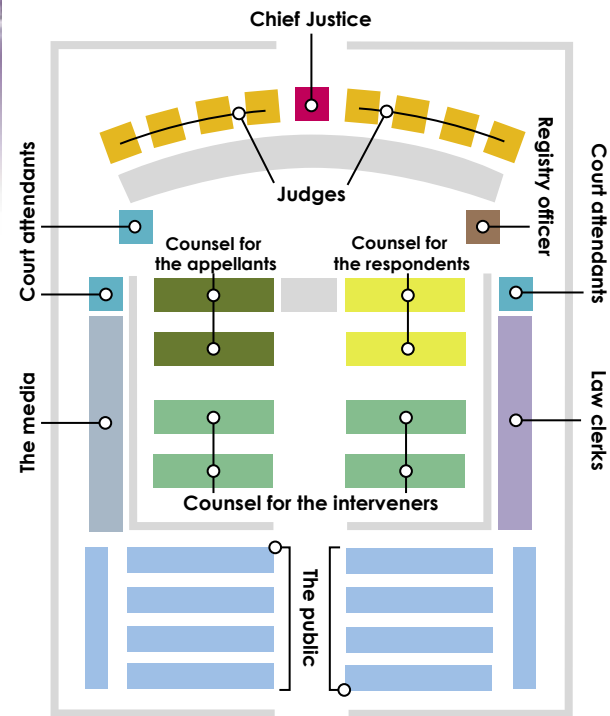 Chief Justice
Judges
Court attendants
Registry officer
Court attendants
Counsel for
the appellants
Counsel for
the respondents
The media
Law clerks
Counsel for the interveners
The public